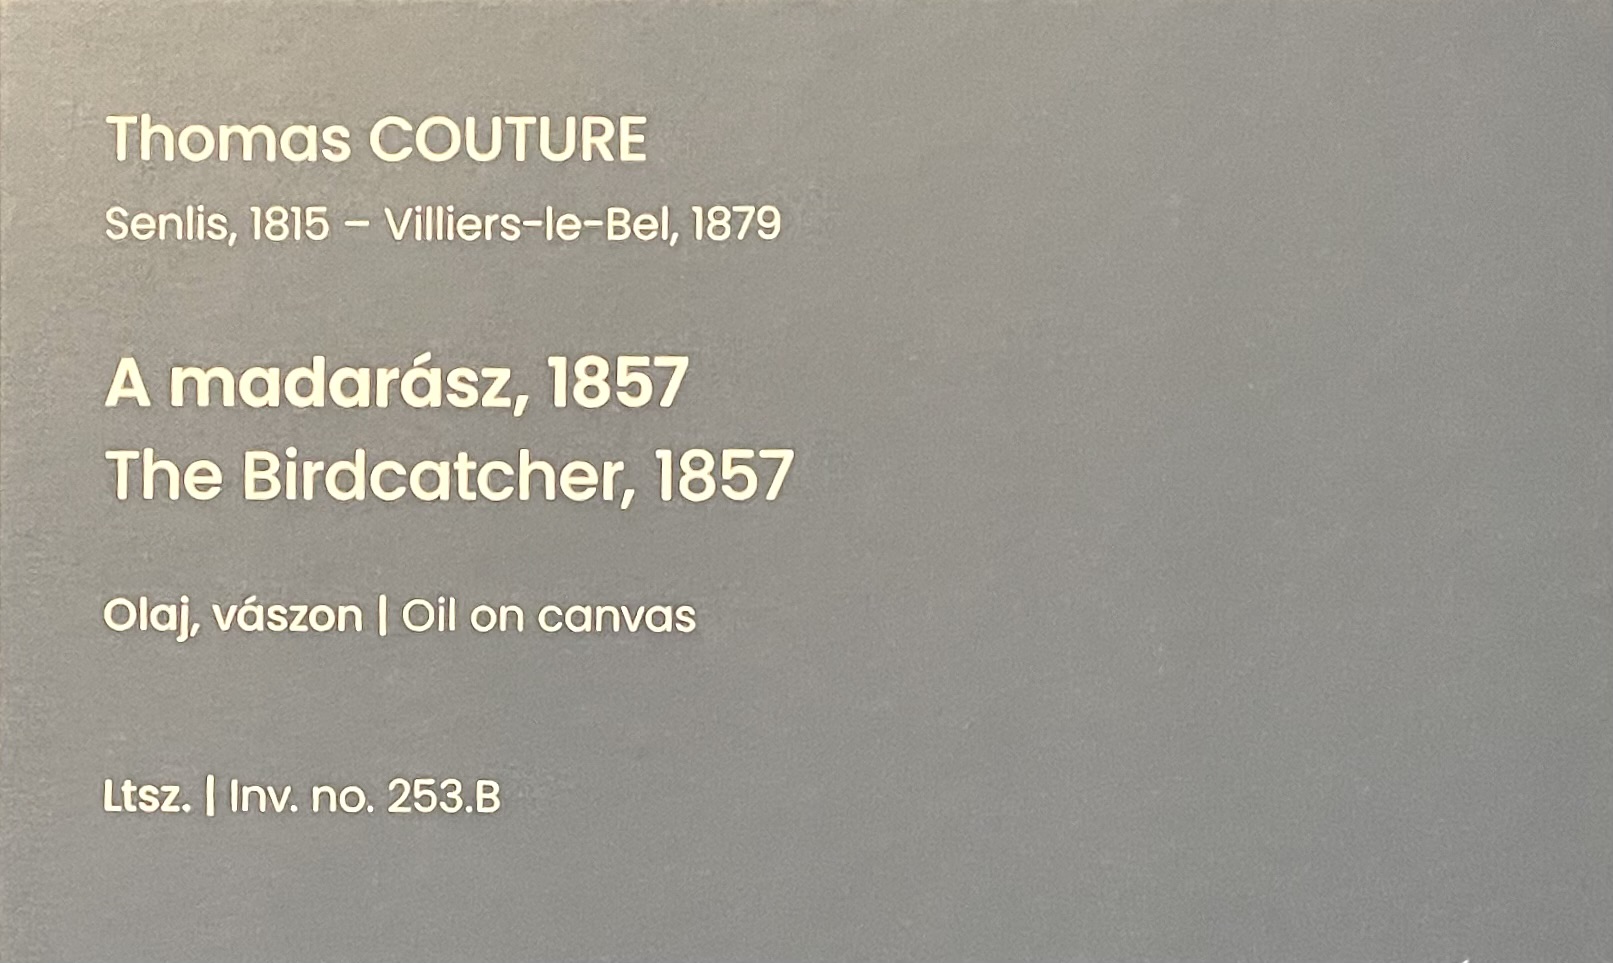 Thomas COUTURE
Senlis, 1815 – Villiers-le-Bel, 1879
A madarász, 1857
The Birdcatcher, 1857
Olaj, vászon | Oil on canvas
Ltsz. | Inv. no. 253.B